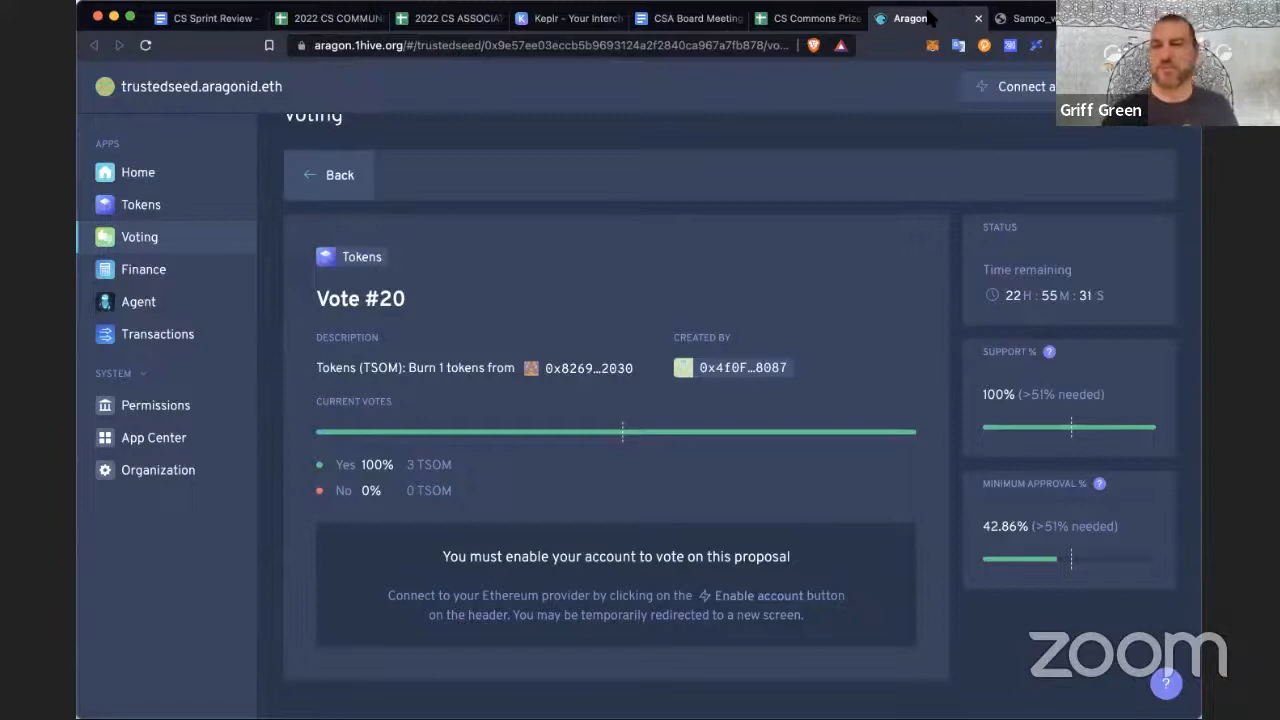 CS Sprint Review -
2022 CS COMMUN
2022 CS ASSOCIAT
Keplr - Your Interch
CSA Board Meeting
CS Commons Prize
Aragon
Sampo_w
aragon.1hive.org/#/trustedseed/0x9e57ee03eccb5b9693124a2f2840ca967a7fb878/vo...
trustedseed.aragonid.eth
Connect a
Griff Green
APPS
Home
Tokens
Voting
Finance
Agent
Transactions
SYSTEM
Permissions
App Center
Organization
Voting
Back
Tokens
Vote #20
DESCRIPTION
Tokens (TSOM): Burn 1 tokens from 0x8269…2030
CREATED BY
0x4f0F…8087
CURRENT VOTES
Yes 100% 3 TSOM
No 0% 0 TSOM
You must enable your account to vote on this proposal
Connect to your Ethereum provider by clicking on the Enable account button
on the header. You may be temporarily redirected to a new screen.
STATUS
Time remaining
22 H : 55 M : 31 S
SUPPORT % ?
100% (>51% needed)
MINIMUM APPROVAL % ?
42.86% (>51% needed)
zoom
?